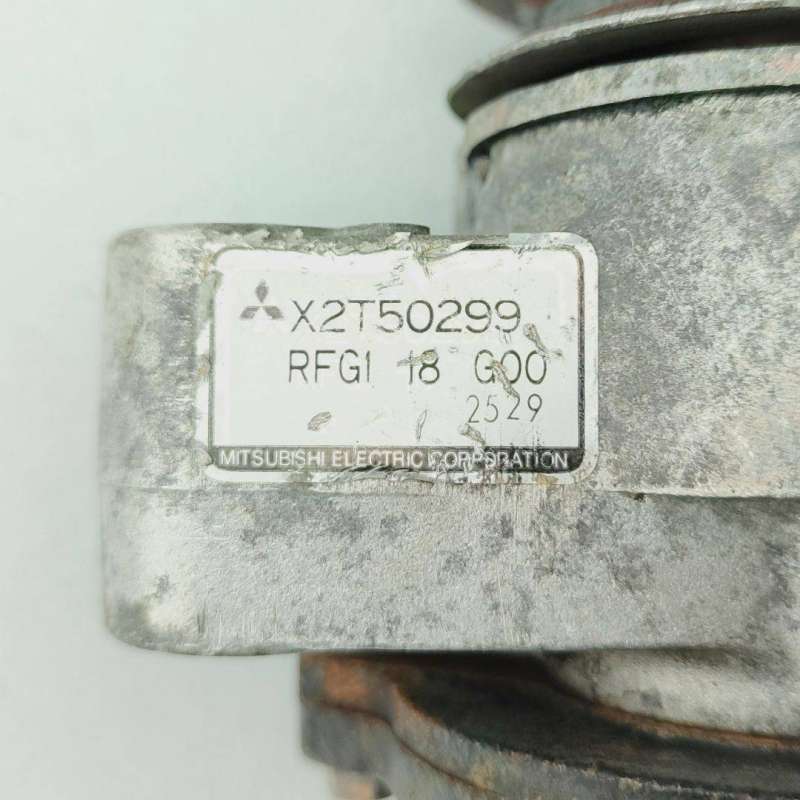 X2T50299
RFG1 18 G00
2529
MITSUBISHI ELECTRIC CORPORATION